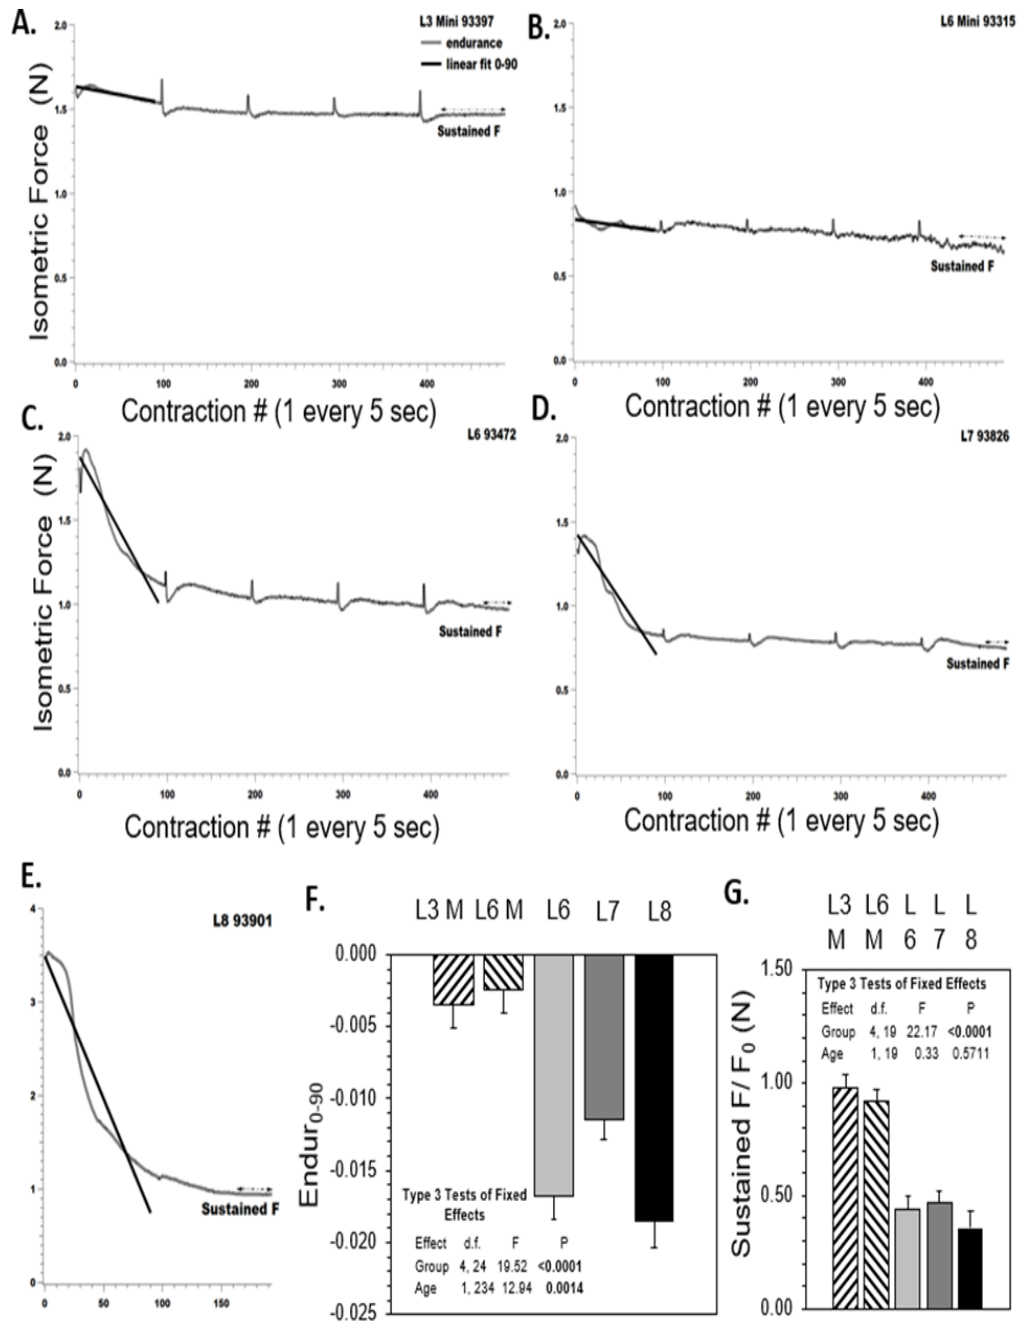 A.
L3 Mini 93397
endurance
linear fit 0-90
2.0
1.5
1.0
0.5
0.0
Isometric Force (N)
Sustained F
0 100 200 300 400
Contraction # (1 every 5 sec)
B.
L6 Mini 93315
2.0
1.5
1.0
0.5
0.0
Sustained F
0 100 200 300 400
Contraction # (1 every 5 sec)
C.
L6 93472
2.0
1.5
1.0
0.5
0.0
Isometric Force (N)
Sustained F
0 100 200 300 400
Contraction # (1 every 5 sec)
D.
L7 93826
2.0
1.5
1.0
0.5
0.0
Sustained F
0 100 200 300 400
Contraction # (1 every 5 sec)
E.
L8 93901
4
3
2
1
0
Sustained F
0 50 100 150
F.
L3 M L6 M L6 L7 L8
0.000
-0.005
-0.010
-0.015
-0.020
-0.025
Endur0-90
Type 3 Tests of Fixed
Effects
Effect d.f. F P
Group 4, 24 19.52 <0.0001
Age 1, 234 12.94 0.0014
G.
L3 L6 L L L
M M 6 7 8
1.50
1.00
0.50
0.00
Sustained F/ F0 (N)
Type 3 Tests of Fixed Effects
Effect d.f. F P
Group 4, 19 22.17 <0.0001
Age 1, 19 0.33 0.5711